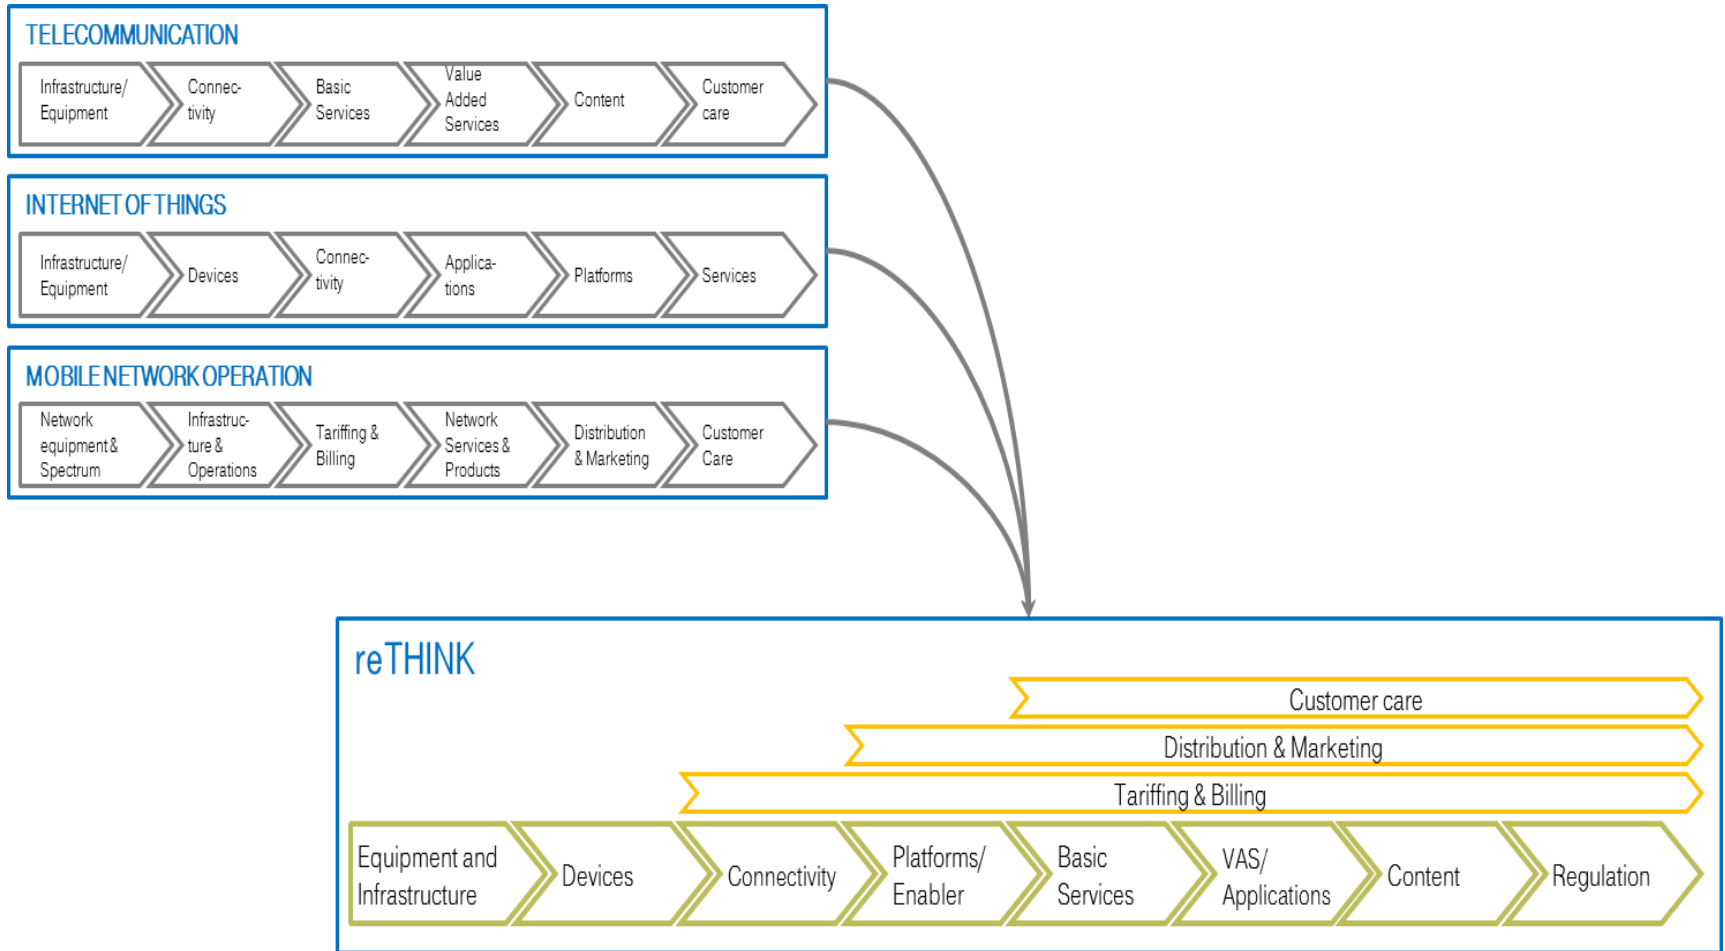 TELECOMMUNICATION
Infrastructure/
Equipment
Connec-
tivity
Basic
Services
Value
Added
Services
Content
Customer
care
INTERNET OF THINGS
Infrastructure/
Equipment
Devices
Connec-
tivity
Applica-
tions
Platforms
Services
MOBILE NETWORK OPERATION
Network
equipment &
Spectrum
Infrastruc-
ture &
Operations
Tariffing &
Billing
Network
Services &
Products
Distribution
& Marketing
Customer
Care
reTHINK
Customer care
Distribution & Marketing
Tariffing & Billing
Equipment and
Infrastructure
Devices
Connectivity
Platforms/
Enabler
Basic
Services
VAS/
Applications
Content
Regulation